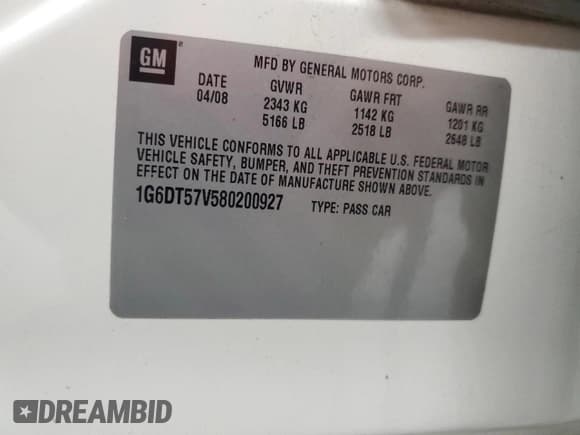 GM
MFD BY GENERAL MOTORS CORP.
DATE GVWR GAWR FRT GAWR RR
04/08 2343 KG 1142 KG 1201 KG
5166 LB 2518 LB 2648 LB
THIS VEHICLE CONFORMS TO ALL APPLICABLE U.S. FEDERAL MOTOR
VEHICLE SAFETY, BUMPER, AND THEFT PREVENTION STANDARDS IN
EFFECT ON THE DATE OF MANUFACTURE SHOWN ABOVE.
1G6DT57V580200927 TYPE: PASS CAR
DREAMBID